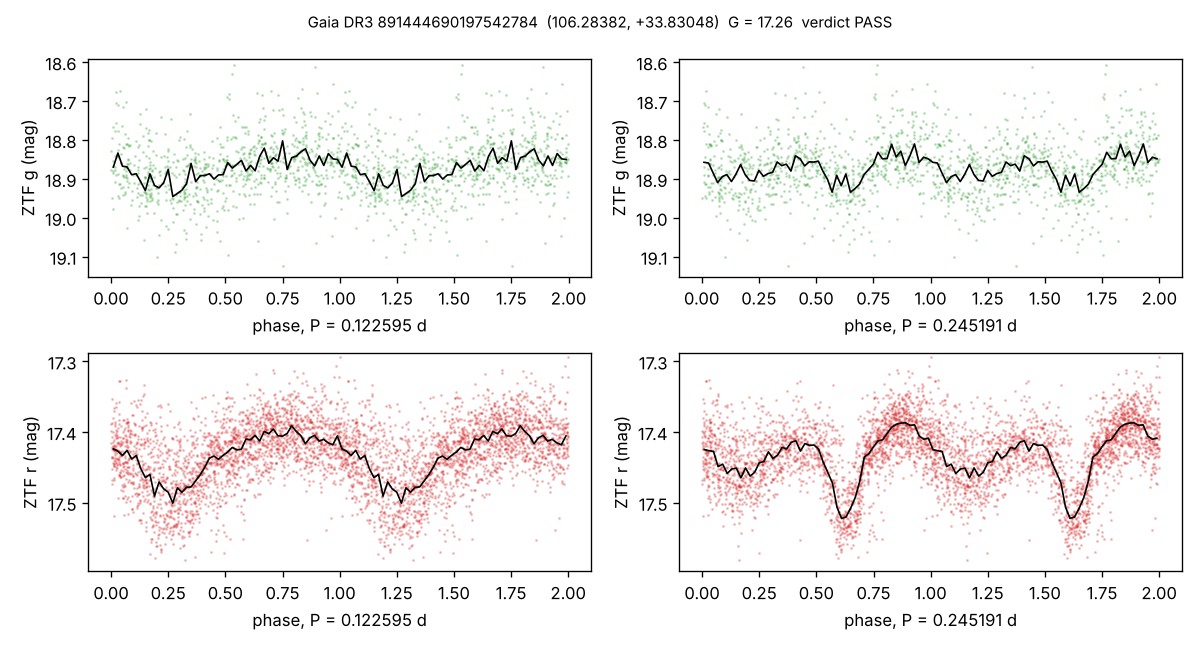 Gaia DR3 891444690197542784 (106.28382, +33.83048) G = 17.26 verdict PASS
18.6
18.7
18.8
18.9
19.0
19.1
ZTF g (mag)
0.00 0.25 0.50 0.75 1.00 1.25 1.50 1.75 2.00
phase, P = 0.122595 d
18.6
18.7
18.8
18.9
19.0
19.1
ZTF g (mag)
0.00 0.25 0.50 0.75 1.00 1.25 1.50 1.75 2.00
phase, P = 0.245191 d
17.3
17.4
17.5
ZTF r (mag)
0.00 0.25 0.50 0.75 1.00 1.25 1.50 1.75 2.00
phase, P = 0.122595 d
17.3
17.4
17.5
ZTF r (mag)
0.00 0.25 0.50 0.75 1.00 1.25 1.50 1.75 2.00
phase, P = 0.245191 d